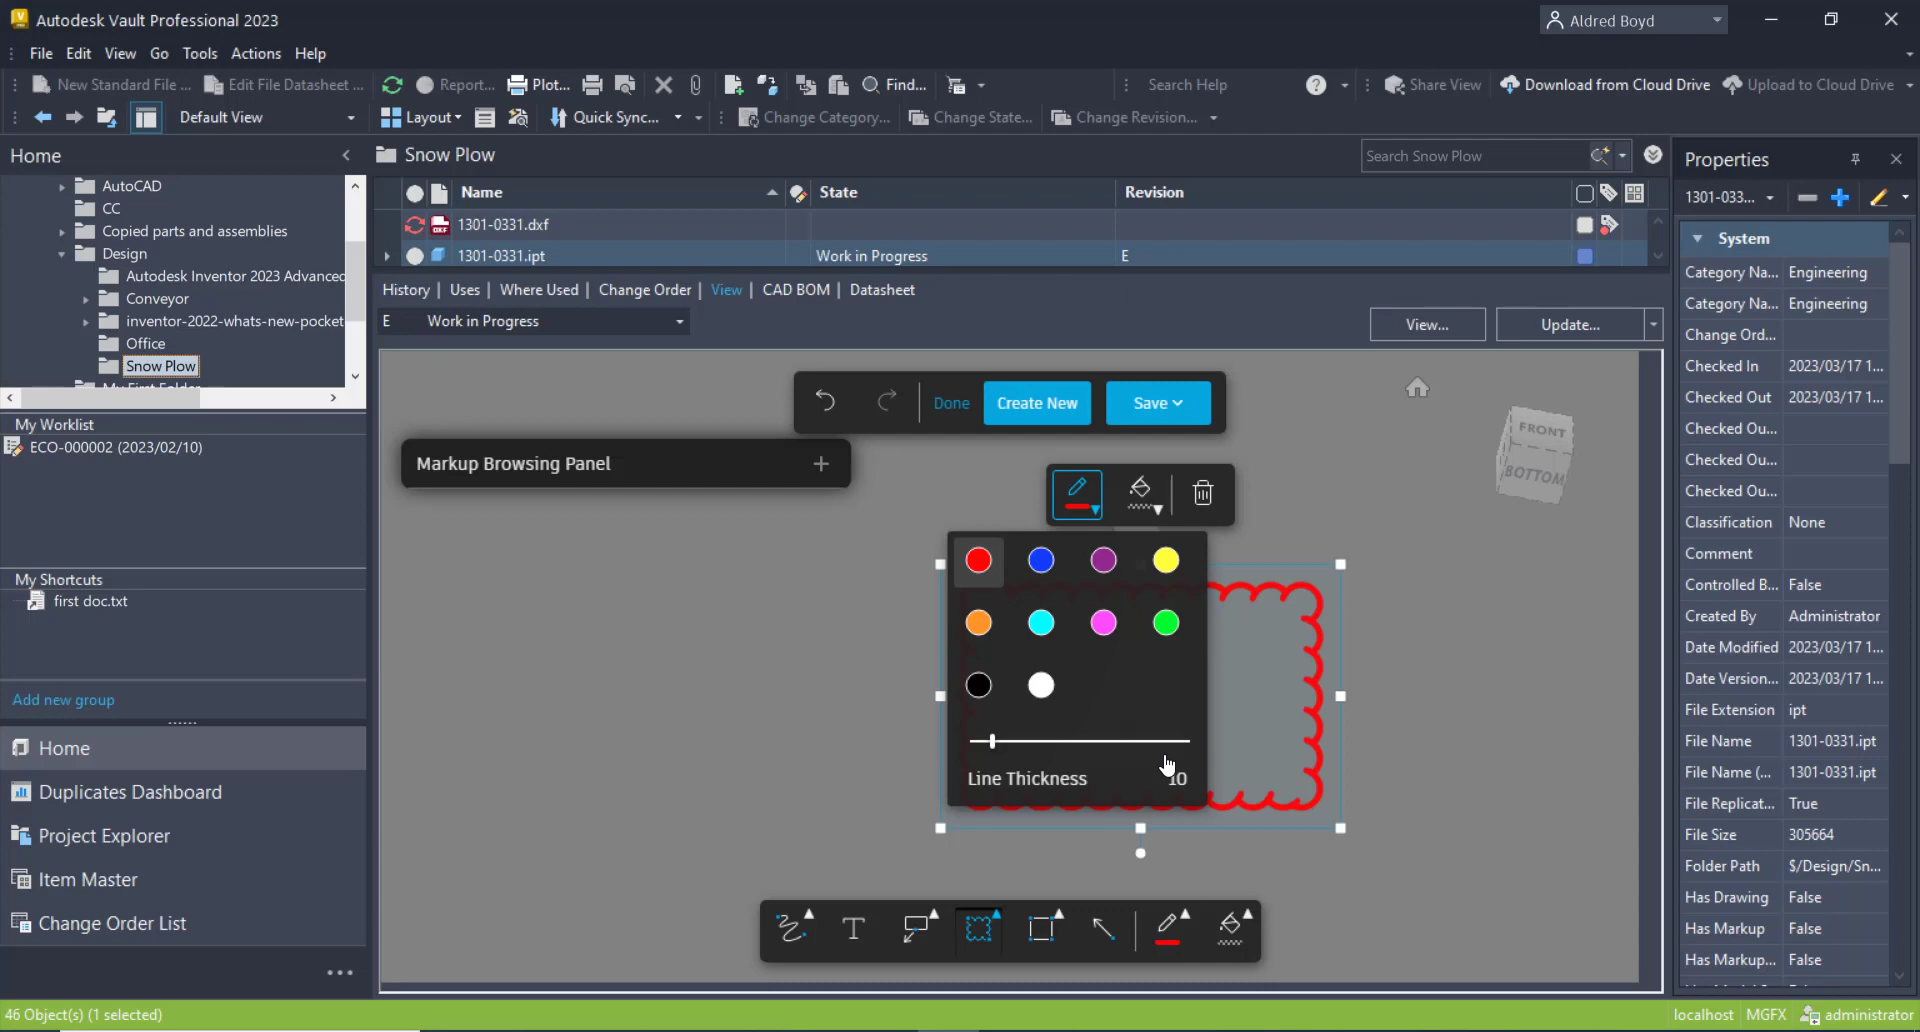 Autodesk Vault Professional 2023
Aldred Boyd
File Edit View Go Tools Actions Help
New Standard File ... Edit File Datasheet ... Report... Plot... Find... Search Help Share View Download from Cloud Drive Upload to Cloud Drive
Default View Layout Quick Sync... Change Category... Change State... Change Revision...
Home
AutoCAD
CC
Copied parts and assemblies
Design
Autodesk Inventor 2023 Advanced
Conveyor
inventor-2022-whats-new-pocket
Office
Snow Plow
My First Folder
My Worklist
ECO-000002 (2023/02/10)
My Shortcuts
first doc.txt
Add new group
Home
Duplicates Dashboard
Project Explorer
Item Master
Change Order List
Snow Plow
Search Snow Plow
Name State Revision
DXF 1301-0331.dxf
1301-0331.ipt Work in Progress E
History Uses Where Used Change Order View CAD BOM Datasheet
E Work in Progress
View... Update...
Done Create New Save
Markup Browsing Panel
FRONT
BOTTOM
Line Thickness 10
T
Properties
1301-033...
System
Category Na... Engineering
Category Na... Engineering
Change Ord...
Checked In 2023/03/17 1...
Checked Out 2023/03/17 1...
Checked Ou...
Checked Ou...
Checked Ou...
Classification None
Comment
Controlled B... False
Created By Administrator
Date Modified 2023/03/17 1...
Date Version... 2023/03/17 1...
File Extension ipt
File Name 1301-0331.ipt
File Name (... 1301-0331.ipt
File Replicat... True
File Size 305664
Folder Path $/Design/Sn...
Has Drawing False
Has Markup False
Has Markup... False
46 Object(s) (1 selected)
localhost MGFX administrator